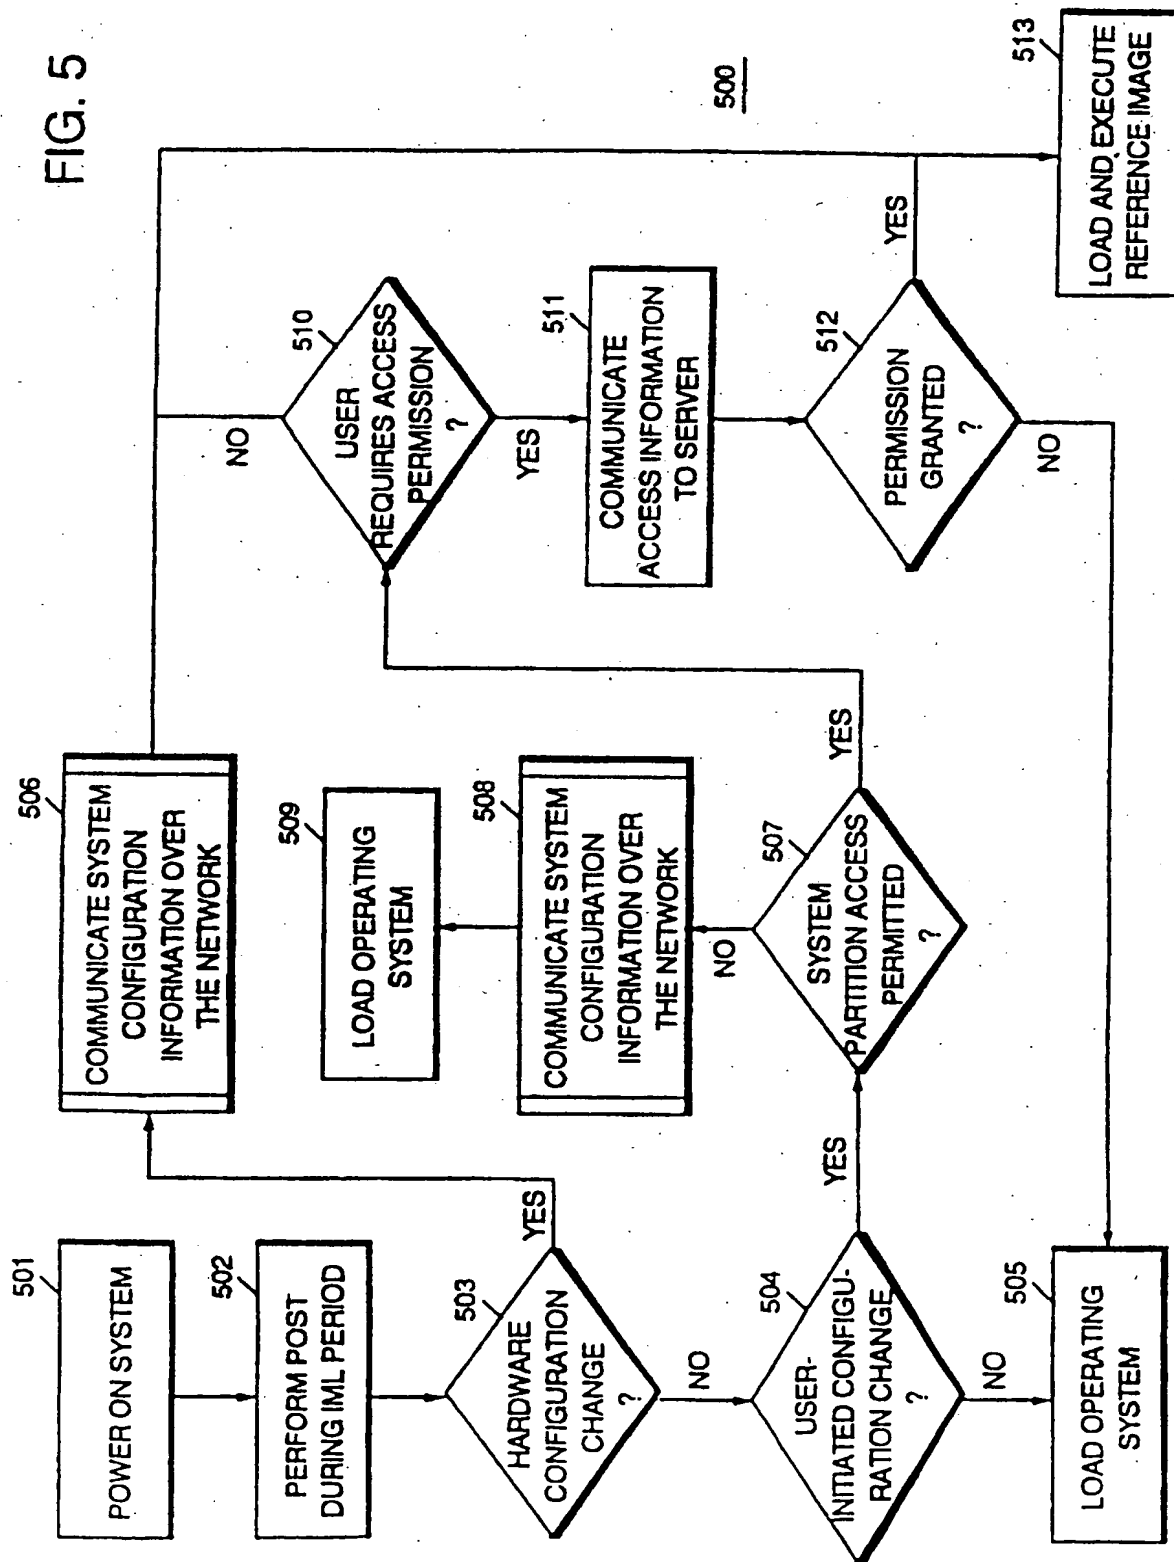 FIG. 5
500
501
POWER ON SYSTEM
502
PERFORM POST
DURING IML PERIOD
503
HARDWARE
CONFIGURATION
CHANGE
?
YES
NO
504
USER-
INITIATED CONFIGU-
RATION CHANGE
?
YES
NO
505
LOAD OPERATING
SYSTEM
506
COMMUNICATE SYSTEM
CONFIGURATION
INFORMATION OVER
THE NETWORK
509
LOAD OPERATING
SYSTEM
508
COMMUNICATE SYSTEM
CONFIGURATION
INFORMATION OVER
THE NETWORK
NO
507
SYSTEM
PARTITION ACCESS
PERMITTED
?
YES
510
USER
REQUIRES ACCESS
PERMISSION
?
NO
YES
511
COMMUNICATE
ACCESS INFORMATION
TO SERVER
512
PERMISSION
GRANTED
?
YES
NO
513
LOAD AND EXECUTE
REFERENCE IMAGE